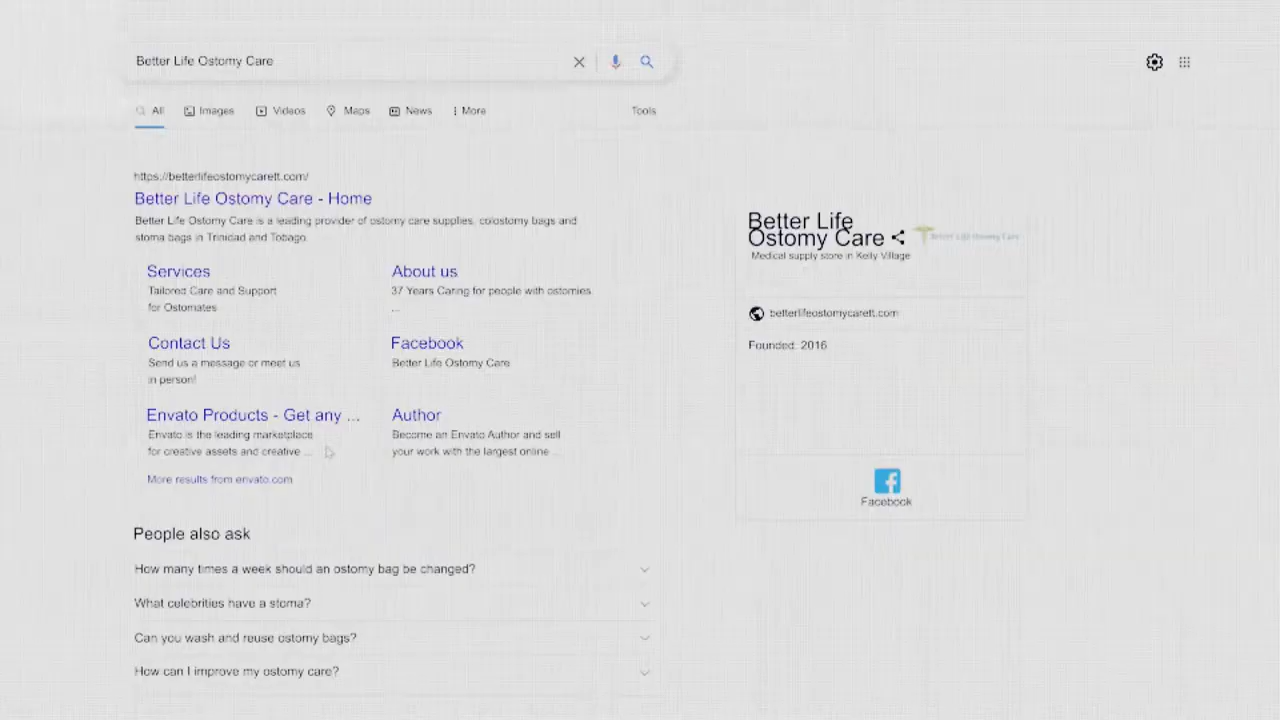 Better Life Ostomy Care
All Images Videos Maps News More Tools
https://betterlifeostomycarett.com/
Better Life Ostomy Care - Home
Better Life Ostomy Care is a leading provider of ostomy care supplies, colostomy bags and
stoma bags in Trinidad and Tobago.
Services
Tailored Care and Support
for Ostomates
About us
37 Years Caring for people with ostomies
...
Contact Us
Send us a message or meet us
in person!
Facebook
Better Life Ostomy Care
Envato Products - Get any ...
Envato is the leading marketplace
for creative assets and creative ...
Author
Become an Envato Author and sell
your work with the largest online ...
More results from envato.com
People also ask
How many times a week should an ostomy bag be changed?
What celebrities have a stoma?
Can you wash and reuse ostomy bags?
How can I improve my ostomy care?
Better Life
Ostomy Care
Better Life Ostomy Care
Medical supply store in Kelly Village
betterlifeostomycarett.com
Founded: 2016
Facebook